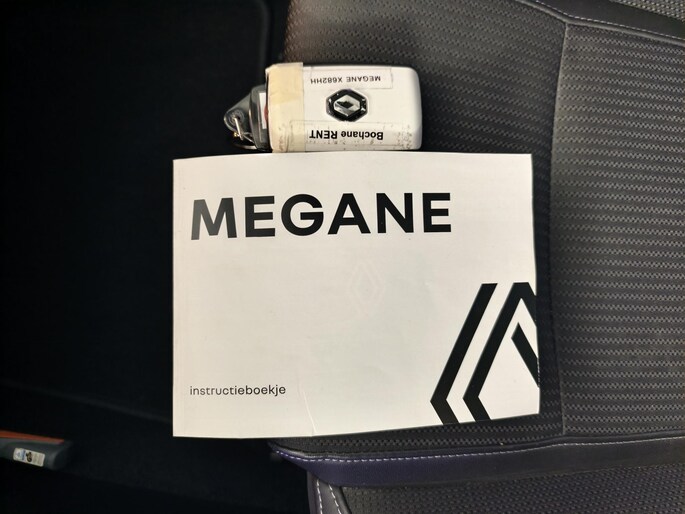 MEGANE X682HH
Bochane RENT
MEGANE
instructieboekje